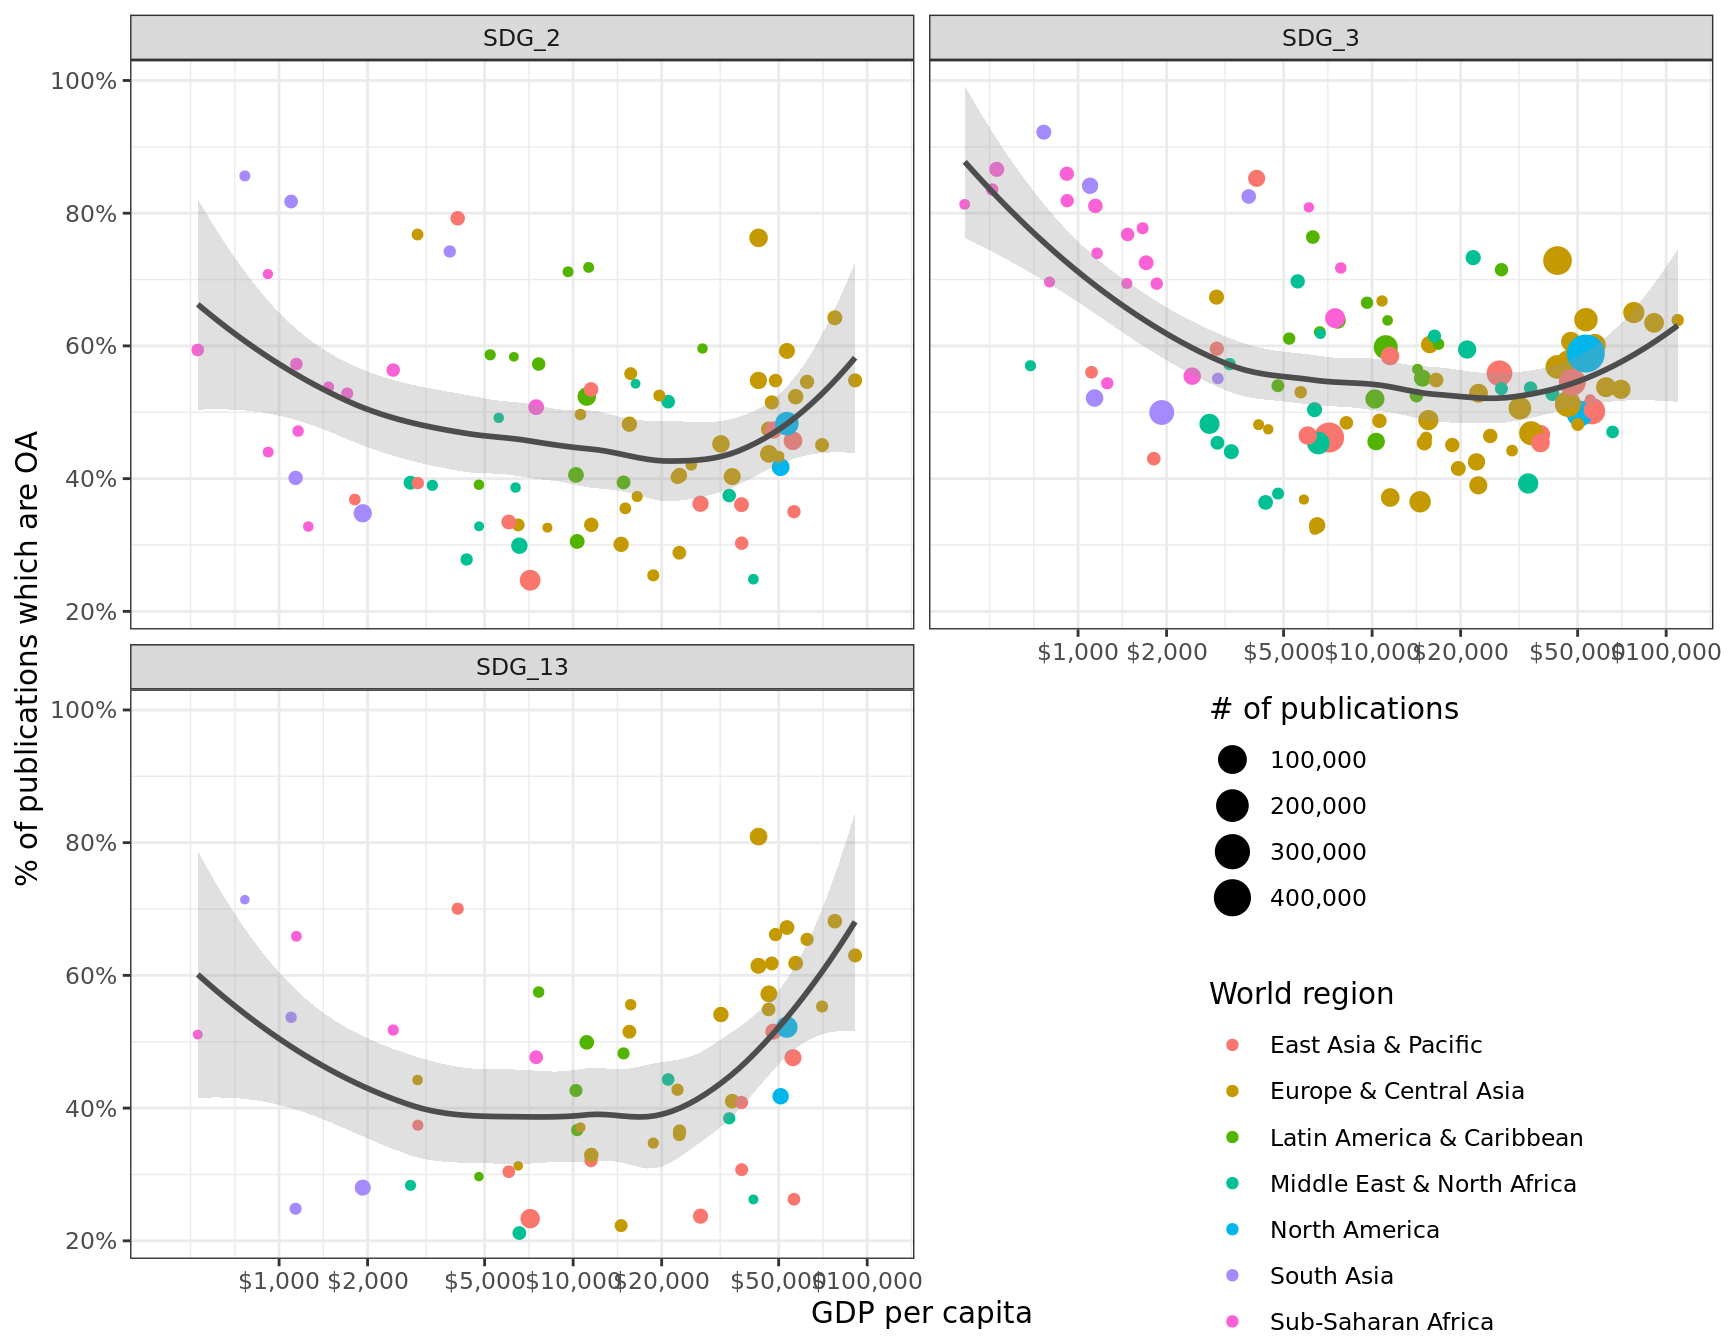 SDG_2
SDG_3
100%
80%
60%
40%
20%
$1,000 $2,000 $5,000 $10,000 $20,000 $50,000 $100,000
SDG_13
100%
80%
60%
40%
20%
$1,000 $2,000 $5,000 $10,000 $20,000 $50,000 $100,000
GDP per capita
% of publications which are OA
# of publications
100,000
200,000
300,000
400,000
World region
East Asia & Pacific
Europe & Central Asia
Latin America & Caribbean
Middle East & North Africa
North America
South Asia
Sub-Saharan Africa